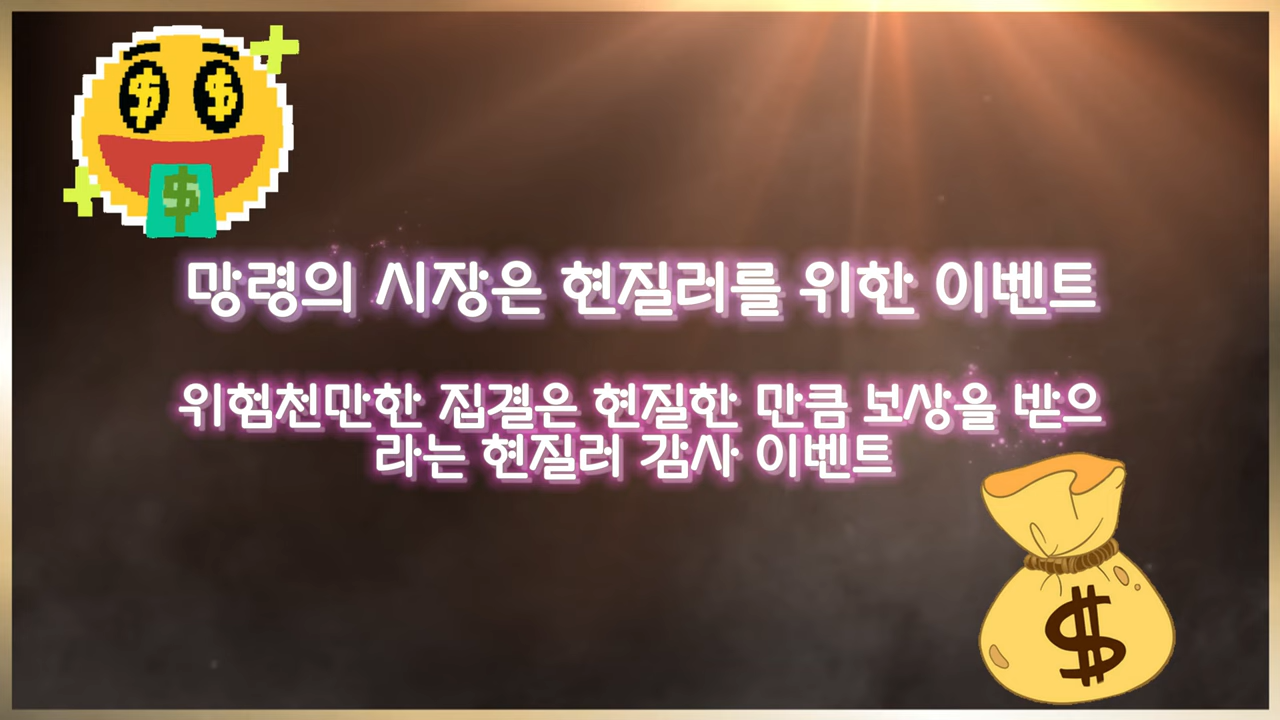 망령의 시장은 현질러를 위한 이벤트
위험천만한 집결은 현질한 만큼 보상을 받으
라는 현질러 감사 이벤트
$ $
$
$